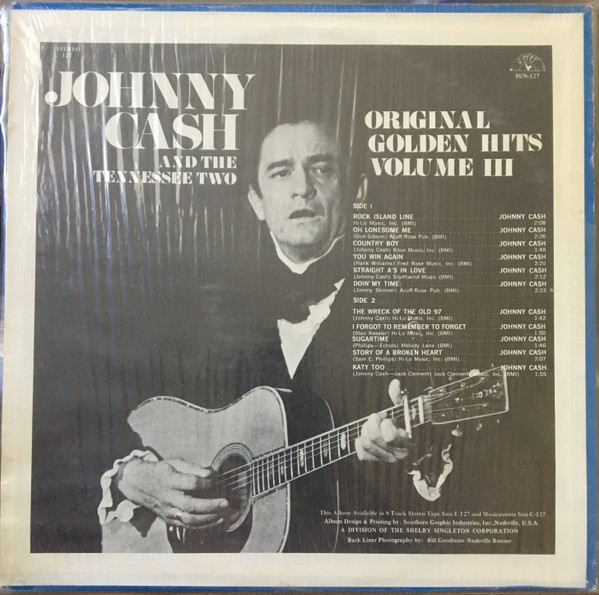 STEREO
127
SUN-127
JOHNNY
CASH
AND THE
TENNESSEE TWO
ORIGINAL
GOLDEN HITS
VOLUME III
SIDE 1
ROCK ISLAND LINE JOHNNY CASH
Hi-Lo Music, Inc. (BMI) 2:08
OH LONESOME ME JOHNNY CASH
(Don Gibson) Acuff-Rose Pub. (BMI) 2:26
COUNTRY BOY JOHNNY CASH
(Johnny Cash) Knox Music, Inc. (BMI) 1:48
YOU WIN AGAIN JOHNNY CASH
(Hank Williams) Fred Rose Music, Inc. (BMI) 2:20
STRAIGHT A'S IN LOVE JOHNNY CASH
(Johnny Cash) Southwind Music (BMI) 2:12
DOIN' MY TIME JOHNNY CASH
(Jimmy Skinner) Acuff-Rose Pub. (BMI) 2:33
SIDE 2
THE WRECK OF THE OLD 97 JOHNNY CASH
(Johnny Cash) Hi-Lo Music, Inc. (BMI) 1:42
I FORGOT TO REMEMBER TO FORGET JOHNNY CASH
(Stan Kessler) Hi-Lo Music, Inc. (BMI) 1:50
SUGARTIME JOHNNY CASH
(Phillips—Echols) Melody Lane (BMI) 1:46
STORY OF A BROKEN HEART JOHNNY CASH
(Sam C. Phillips) Hi-Lo Music, Inc. (BMI) 2:07
KATY TOO JOHNNY CASH
(Johnny Cash—Jack Clement) Jack Clement Music, Inc. (BMI) 1:55
This Album Available in 8 Track Stereo Tape Sun-T-127 and Musicassette Sun-C-127
Album Design & Printing by: Southern Graphic Industries, Inc., Nashville, U.S.A.
A DIVISION OF THE SHELBY SINGLETON CORPORATION
Back Liner Photography by: Bill Goodman Nashville Banner